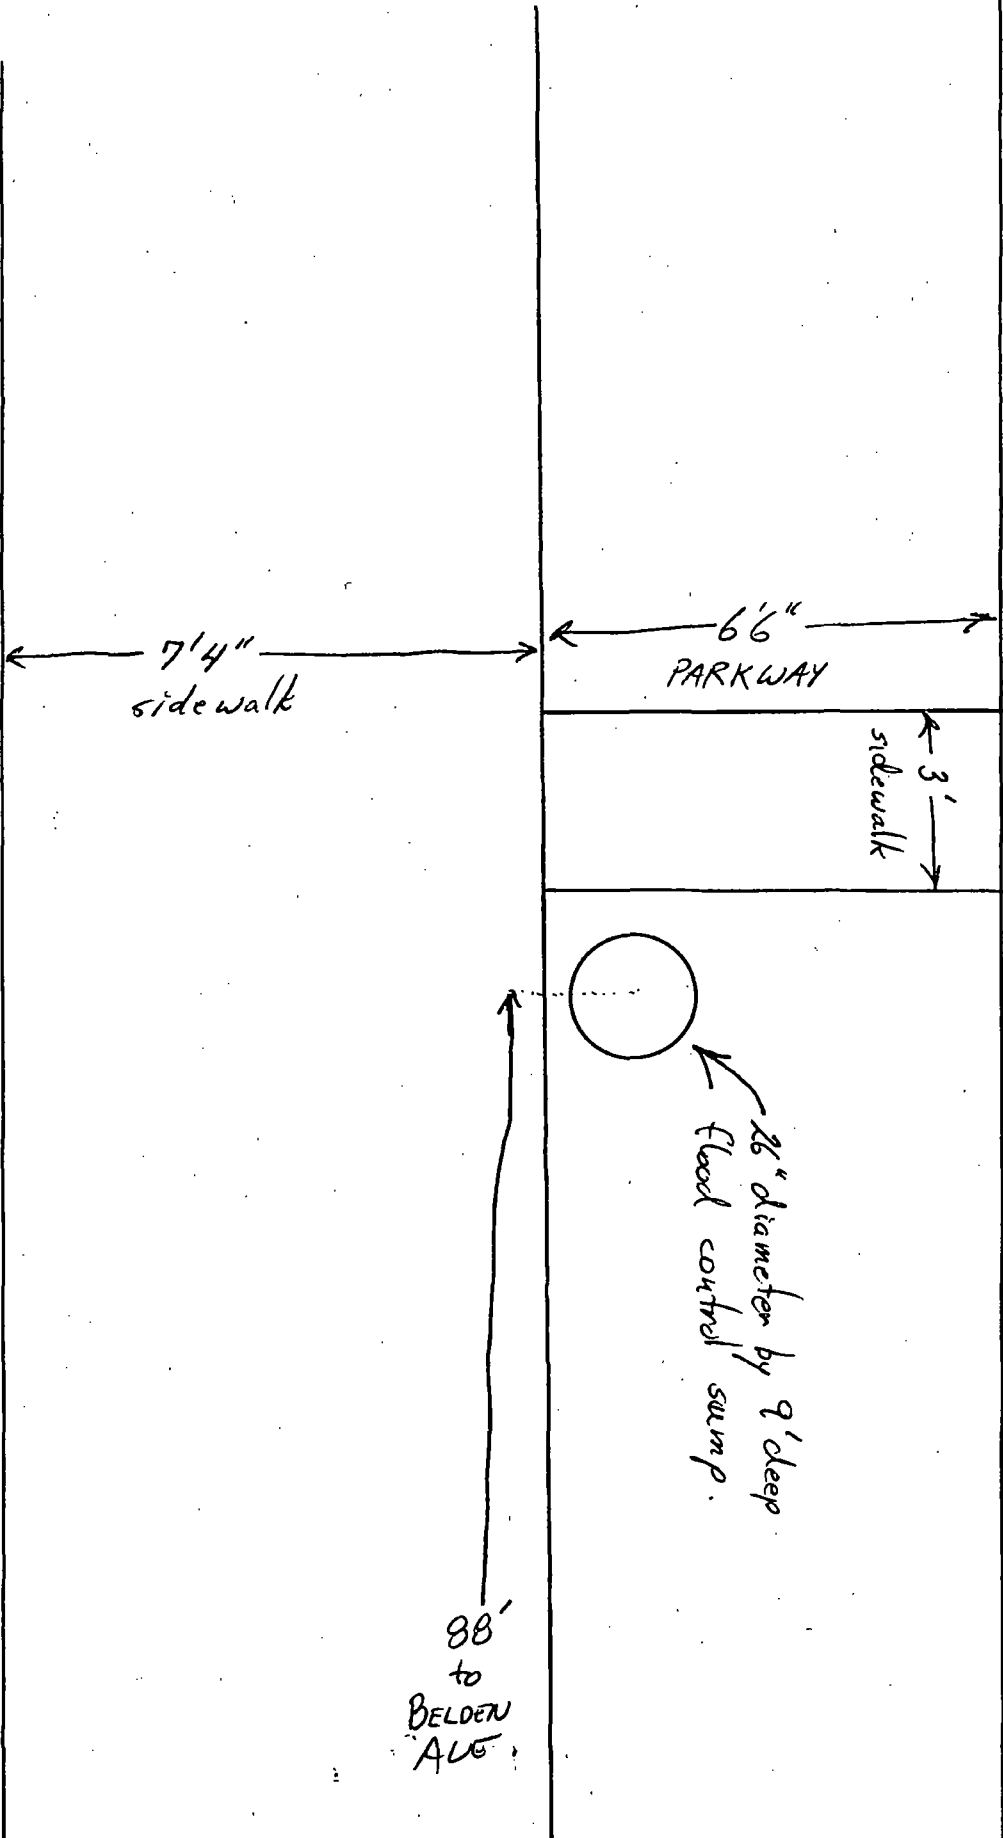 7'4"
sidewalk
6'6"
PARKWAY
3'
sidewalk
26" diameter by 9' deep
flood control sump.
88'
to
BELDEN
AVE.